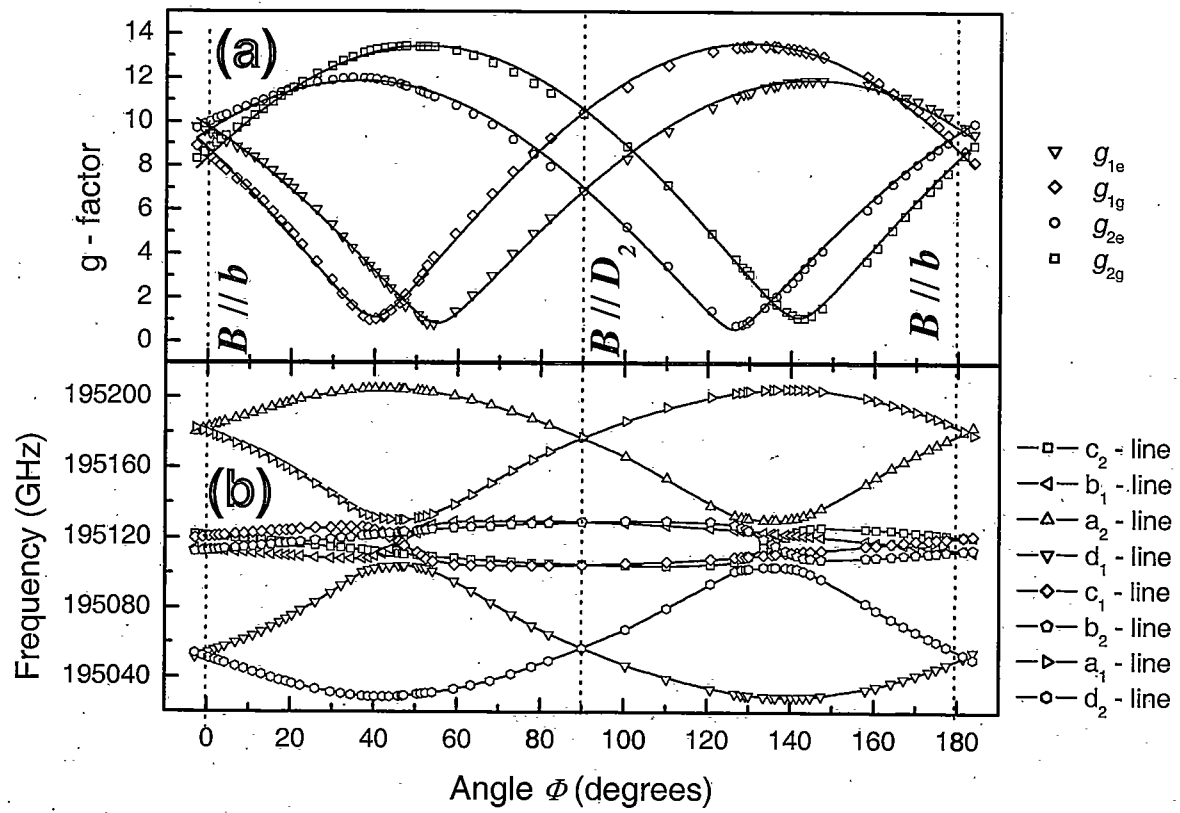 14
12
10
8
6
4
2
0
g - factor
(a)
B // b
B // D2
B // b
g1e
g1g
g2e
g2g
195200
195160
195120
195080
195040
Frequency (GHz)
(b)
c2 - line
b1 - line
a2 - line
d1 - line
c1 - line
b2 - line
a1 - line
d2 - line
0 20 40 60 80 100 120 140 160 180
Angle Φ (degrees)